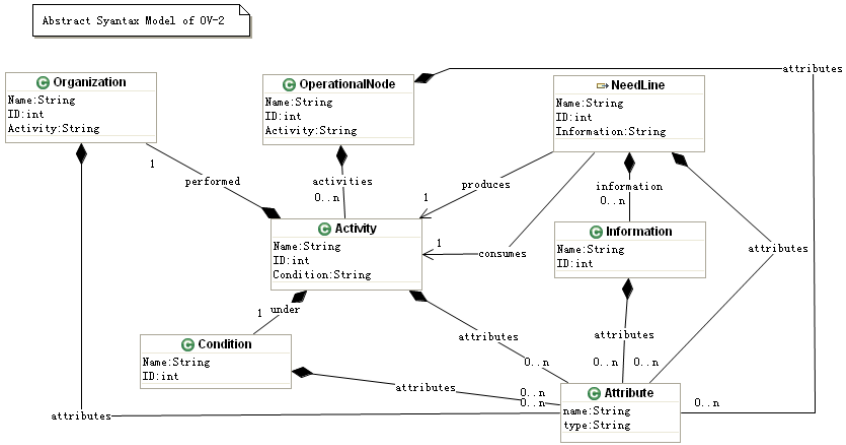 Abstract Syantax Model of OV-2
attributes
Organization
Name:String
ID:int
Activity:String
OperationalNode
Name:String
ID:int
Activity:String
NeedLine
Name:String
ID:int
Information:String
1
performed
activities
0..n
1
produces
information
0..n
Activity
Name:String
ID:int
Condition:String
1
consumes
Information
Name:String
ID:int
attributes
1
under
attributes
0..n
attributes
0..n
0..n
Condition
Name:String
ID:int
attributes
0..n
0..n
Attribute
name:String
type:String
0..n
attributes